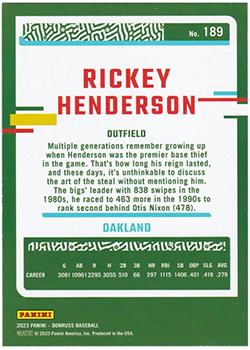 No. 189
RICKEY
HENDERSON
OUTFIELD
Multiple generations remember growing up
when Henderson was the premier base thief
in the game. That's how long his reign lasted,
and these days, it's unthinkable to discuss
the art of the steal without mentioning him.
The bigs' leader with 838 swipes in the
1980s, he raced to 463 more in the 1990s to
rank second behind Otis Nixon (478).
OAKLAND
G AB R H 2B 3B HR RBI SB SLG AVG
CAREER 3081 10961 2295 3055 510 66 297 1115 1406 .401 .419 .279
PANINI
2023 PANINI - DONRUSS BASEBALL
© 2023 Panini America, Inc. Produced in the USA.